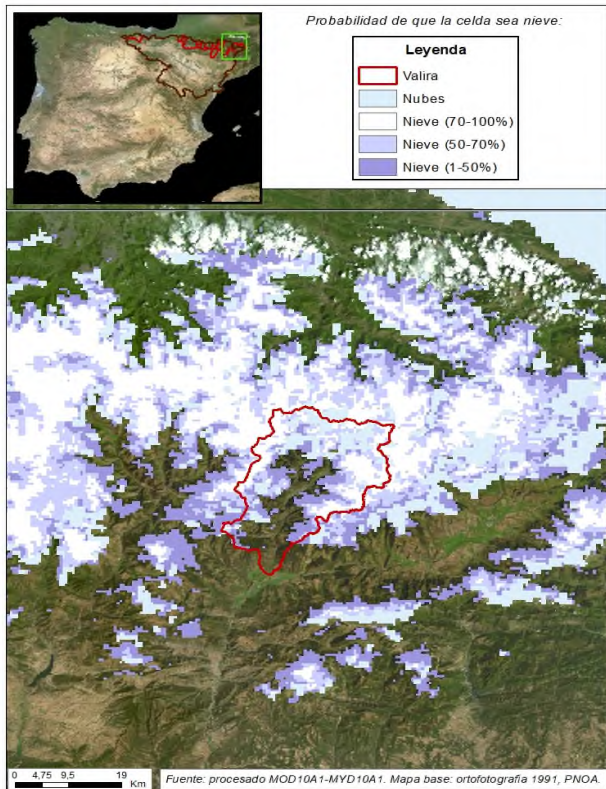 Probabilidad de que la celda sea nieve:
Leyenda
Valira
Nubes
Nieve (70-100%)
Nieve (50-70%)
Nieve (1-50%)
0 4,75 9,5 19
Km
Fuente: procesado MOD10A1-MYD10A1. Mapa base: ortofotografia 1991, PNOA.